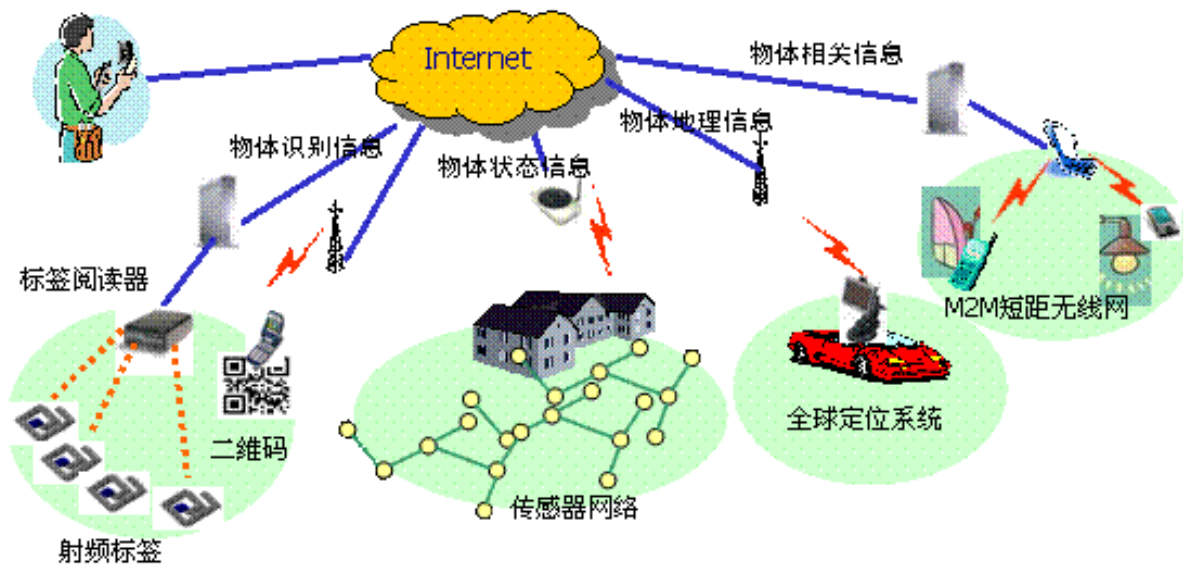 Internet
物体相关信息
物体地理信息
物体识别信息
物体状态信息
标签阅读器
M2M短距无线网
全球定位系统
二维码
传感器网络
射频标签